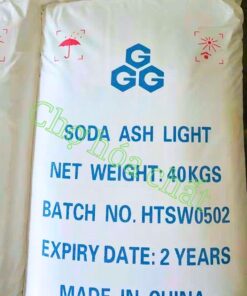 G
G G
SODA ASH LIGHT
NET WEIGHT: 40KGS
Chợ hóa chất
BATCH NO. HTSW0502
EXPIRY DATE: 2 YEARS
MADE IN CHINA